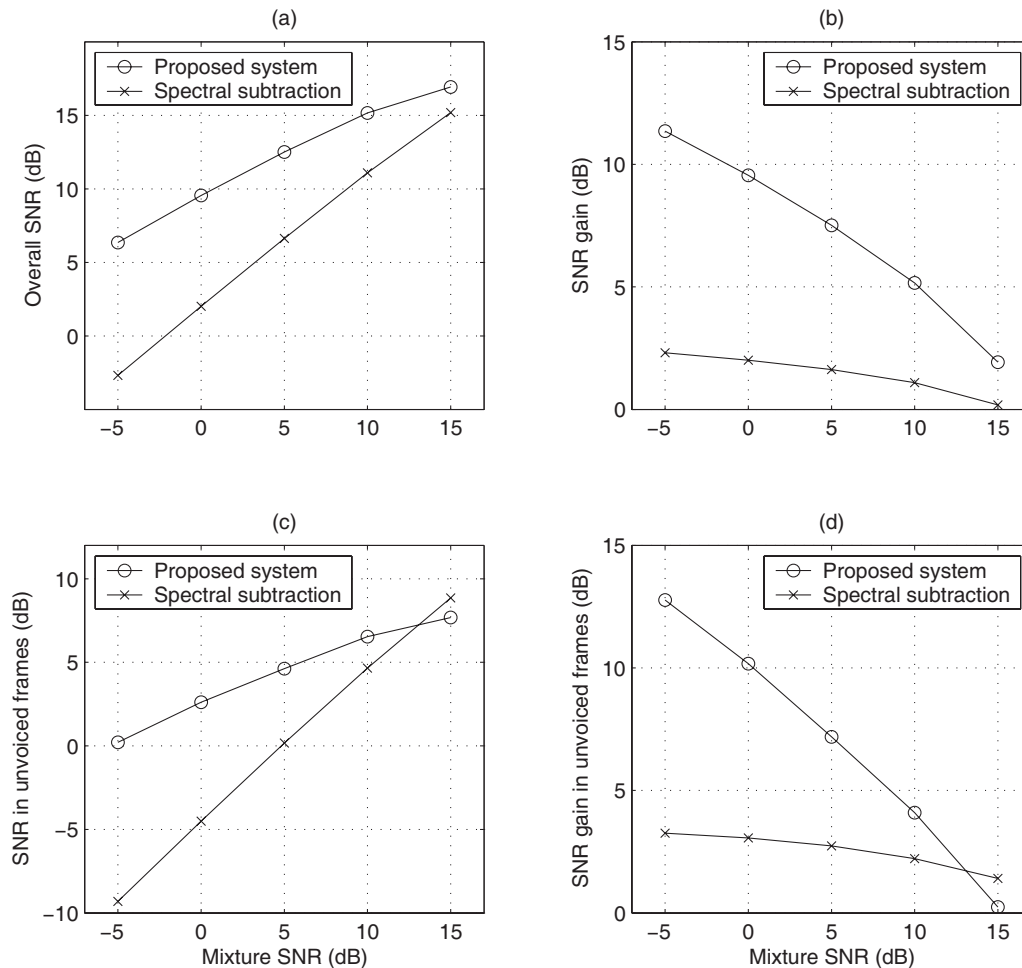 (a)
Proposed system
Spectral subtraction
Overall SNR (dB)
15
10
5
0
−5
0
5
10
15
(b)
Proposed system
Spectral subtraction
SNR gain (dB)
15
10
5
0
−5
0
5
10
15
(c)
Proposed system
Spectral subtraction
SNR in unvoiced frames (dB)
10
5
0
−5
−10
−5
0
5
10
15
Mixture SNR (dB)
(d)
Proposed system
Spectral subtraction
SNR gain in unvoiced frames (dB)
15
10
5
0
−5
0
5
10
15
Mixture SNR (dB)